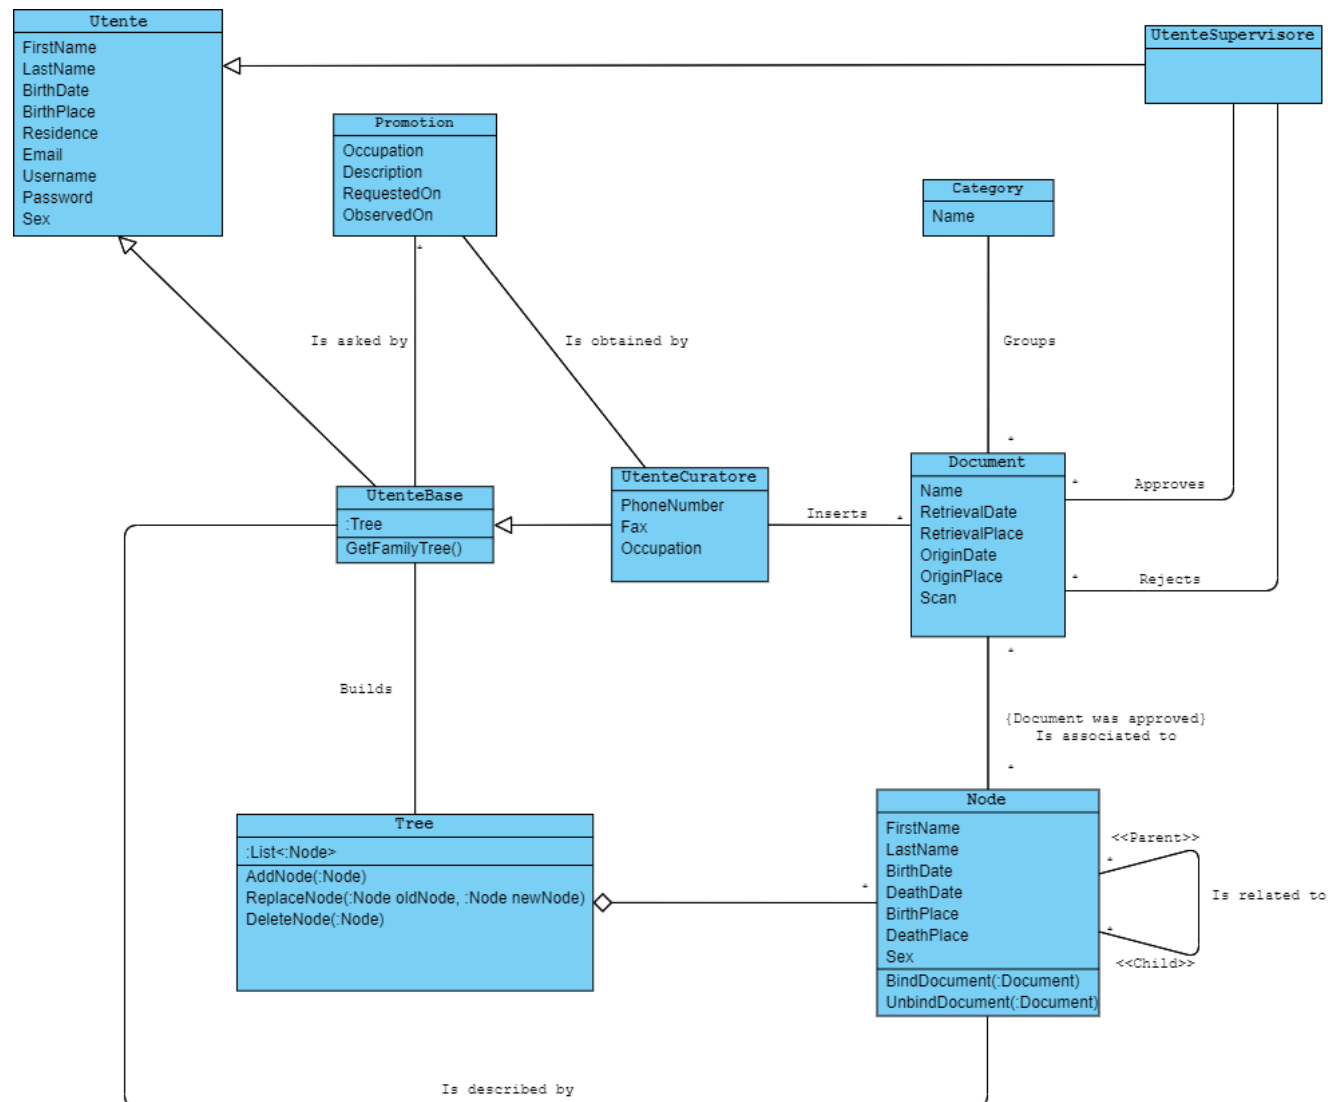 Utente
FirstName
LastName
BirthDate
BirthPlace
Residence
Email
Username
Password
Sex
UtenteSupervisore
Promotion
Occupation
Description
RequestedOn
ObservedOn
*
Category
Name
Is asked by
Is obtained by
Groups
*
UtenteBase
:Tree
GetFamilyTree()
UtenteCuratore
PhoneNumber
Fax
Occupation
Inserts
*
Document
Name
RetrievalDate
RetrievalPlace
OriginDate
OriginPlace
Scan
*
Approves
*
Rejects
*
Builds
{Document was approved}
Is associated to
*
Tree
:List<:Node>
AddNode(:Node)
ReplaceNode(:Node oldNode, :Node newNode)
DeleteNode(:Node)
*
Node
FirstName
LastName
BirthDate
DeathDate
BirthPlace
DeathPlace
Sex
BindDocument(:Document)
UnbindDocument(:Document)
<<Parent>>
*
Is related to
*
<<Child>>
Is described by